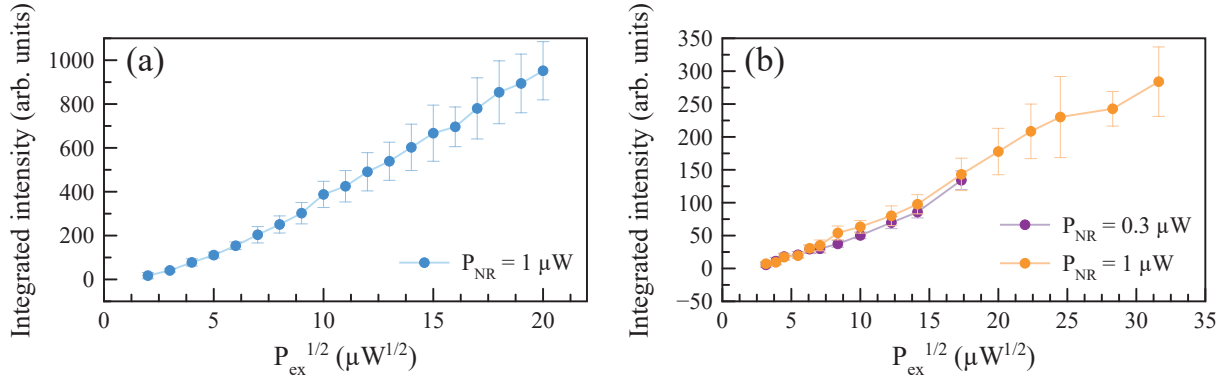 Integrated intensity (arb. units)
1000
800
600
400
200
0
(a)
P_NR = 1 µW
0 5 10 15 20
P_ex^1/2 (µW^1/2)
Integrated intensity (arb. units)
350
300
250
200
150
100
50
0
−50
(b)
P_NR = 0.3 µW
P_NR = 1 µW
0 5 10 15 20 25 30 35
P_ex^1/2 (µW^1/2)